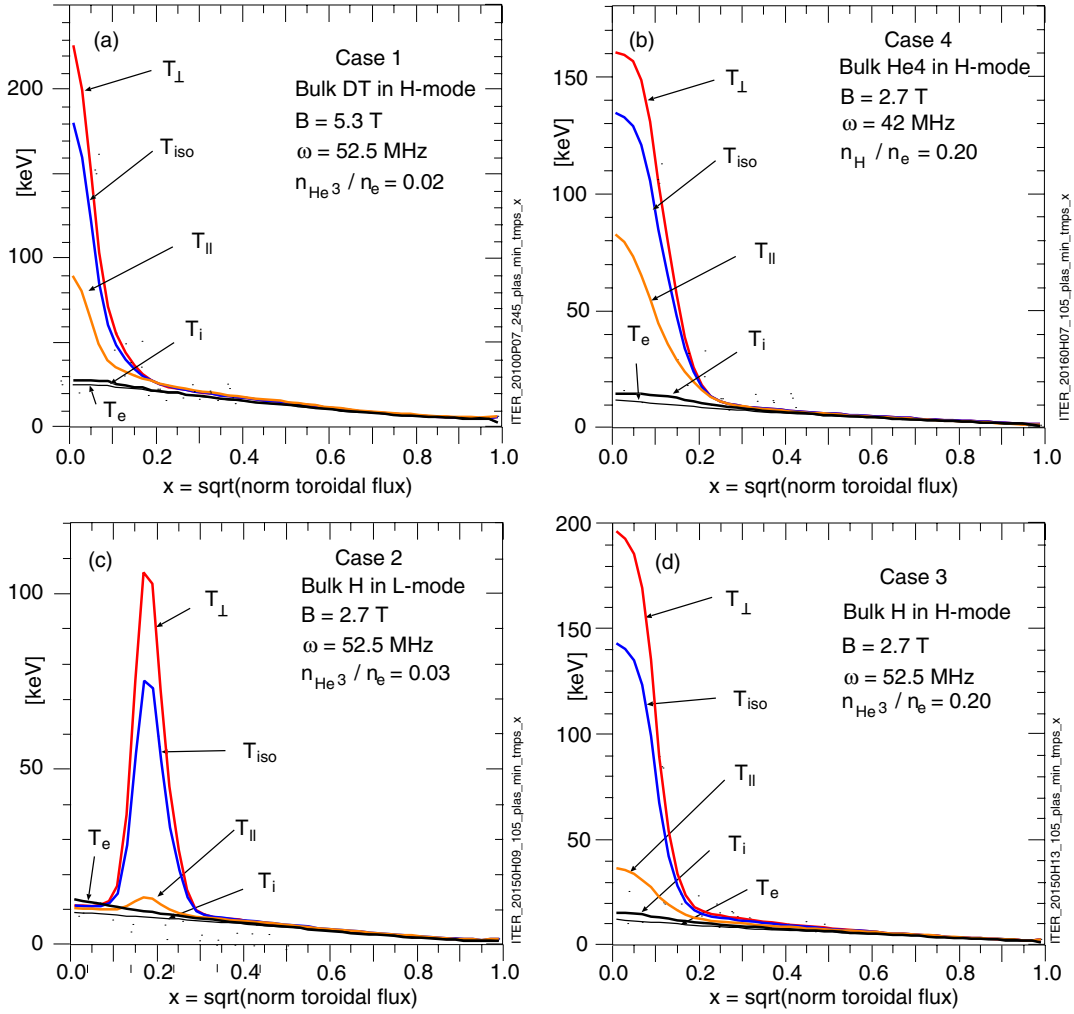 (a)
Case 1
Bulk DT in H-mode
B = 5.3 T
ω = 52.5 MHz
n_He3 / n_e = 0.02
T⊥
T_iso
T_||
T_i
T_e
[keV]
200
100
0
0.0 0.2 0.4 0.6 0.8 1.0
x = sqrt(norm toroidal flux)
ITER_20100P07_245_plas_min_tmps_x
(b)
Case 4
Bulk He4 in H-mode
B = 2.7 T
ω = 42 MHz
n_H / n_e = 0.20
T⊥
T_iso
T_||
T_e
T_i
[keV]
150
100
50
0
0.0 0.2 0.4 0.6 0.8 1.0
x = sqrt(norm toroidal flux)
ITER_20160H07_105_plas_min_tmps_x
(c)
Case 2
Bulk H in L-mode
B = 2.7 T
ω = 52.5 MHz
n_He3 / n_e = 0.03
T⊥
T_iso
T_||
T_e
T_i
[keV]
100
50
0
0.0 0.2 0.4 0.6 0.8 1.0
x = sqrt(norm toroidal flux)
ITER_20150H09_105_plas_min_tmps_x
(d)
Case 3
Bulk H in H-mode
B = 2.7 T
ω = 52.5 MHz
n_He3 / n_e = 0.20
T⊥
T_iso
T_||
T_i
T_e
[keV]
200
150
100
50
0
0.0 0.2 0.4 0.6 0.8 1.0
x = sqrt(norm toroidal flux)
ITER_20150H13_105_plas_min_tmps_x